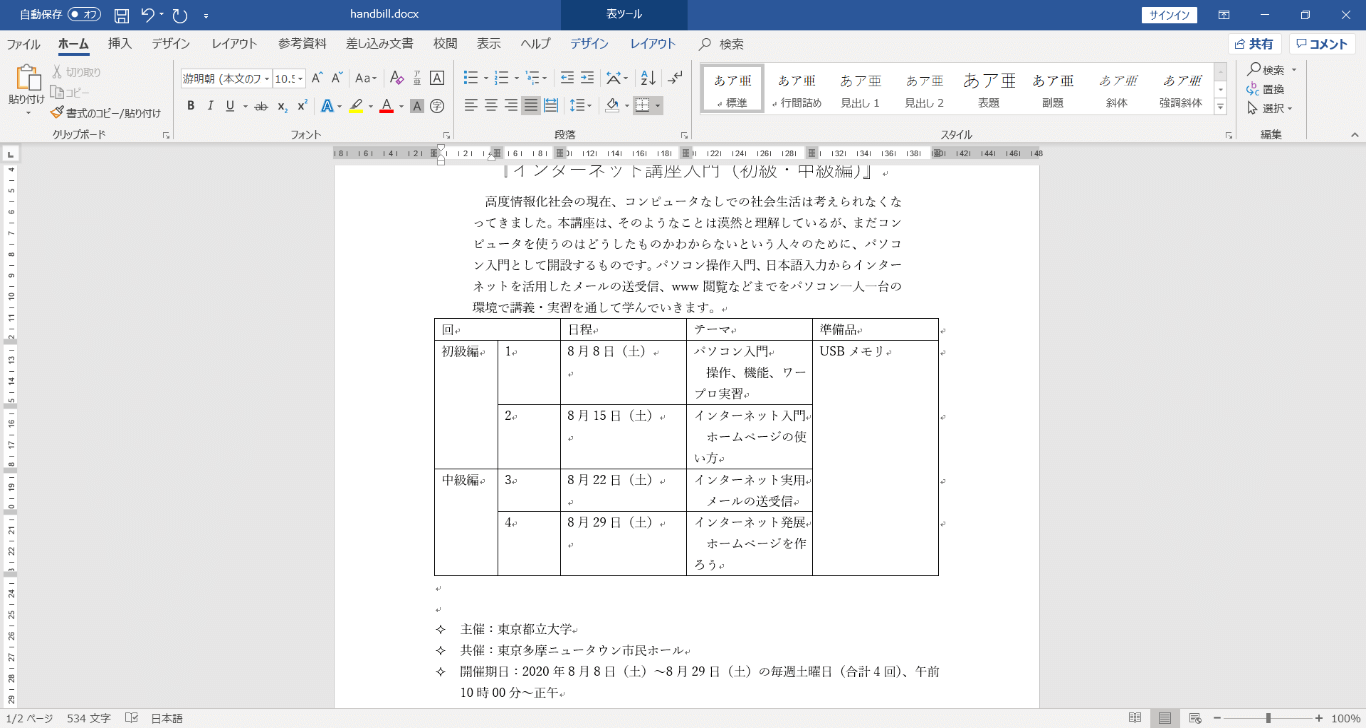 自動保存 オフ handbill.docx 表ツール サインイン
ファイル ホーム 挿入 デザイン レイアウト 参考資料 差し込み文書 校閲 表示 ヘルプ デザイン レイアウト 検索 共有 コメント
貼り付け 切り取り コピー 書式のコピー/貼り付け
游明朝 (本文のフ 10.5
あア亜 標準 あア亜 行間詰め あア亜 見出し 1 あア亜 見出し 2 あア亜 表題 あア亜 副題 あア亜 斜体 あア亜 強調斜体
検索 置換 選択
クリップボード フォント 段落 スタイル 編集
『インターネット講座入門（初級・中級編)』
高度情報化社会の現在、コンピュータなしでの社会生活は考えられなくな
ってきました。本講座は、そのようなことは漠然と理解しているが、まだコン
ピュータを使うのはどうしたものかわからないという人々のために、パソコ
ン入門として開設するものです。パソコン操作入門、日本語入力からインター
ネットを活用したメールの送受信、www 閲覧などまでをパソコン一人一台の
環境で講義・実習を通して学んでいきます。
回 日程 テーマ 準備品
初級編 1 8月8日（土） パソコン入門 USB メモリ
操作、機能、ワー
プロ実習
2 8月15日（土） インターネット入門
ホームページの使
い方
中級編 3 8月22日（土） インターネット実用
メールの送受信
4 8月29日（土） インターネット発展
ホームページを作
ろう
主催：東京都立大学
共催：東京多摩ニュータウン市民ホール
開催期日：2020年8月8日（土）～8月29日（土）の毎週土曜日（合計4回）、午前
10時00分～正午
1/2 ページ 534 文字 日本語 100%